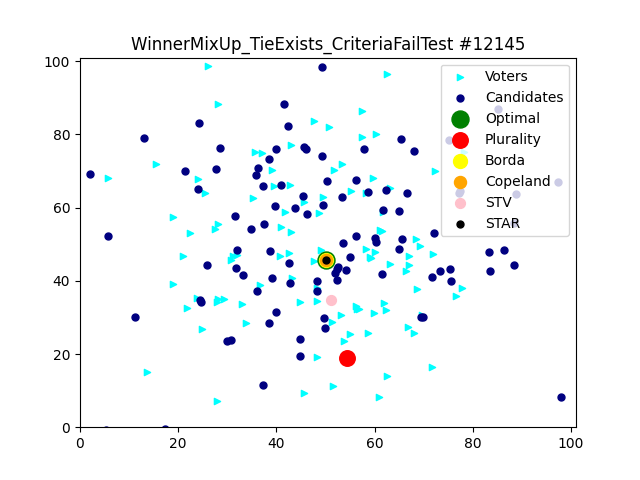 WinnerMixUp_TieExists_CriteriaFailTest #12145
100
80
60
40
20
0
0
20
40
60
80
100
Voters
Candidates
Optimal
Plurality
Borda
Copeland
STV
STAR